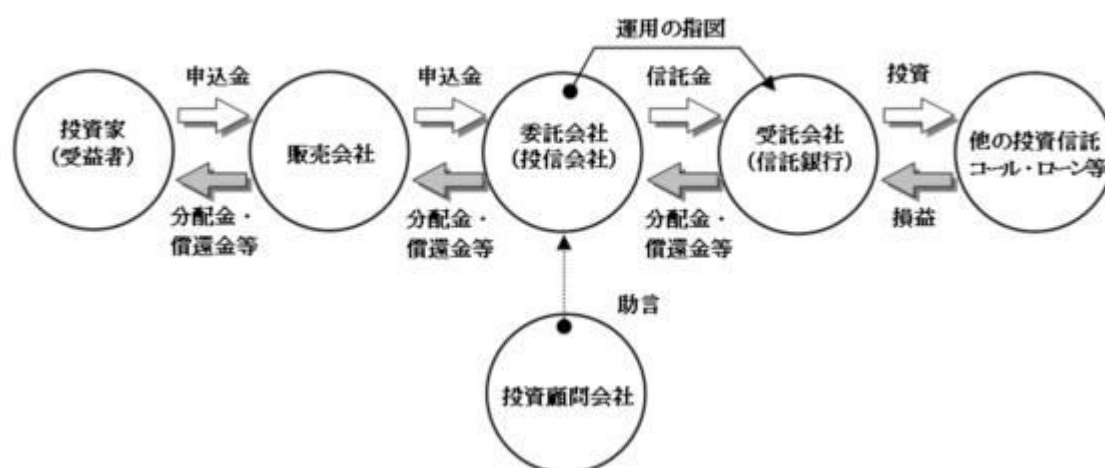 運用の指図
申込金
申込金
信託金
投資
投資家
（受益者）
販売会社
委託会社
（投信会社）
受託会社
（信託銀行）
他の投資信託
コール・ローン等
分配金・
償還金等
分配金・
償還金等
分配金・
償還金等
損益
助言
投資顧問会社